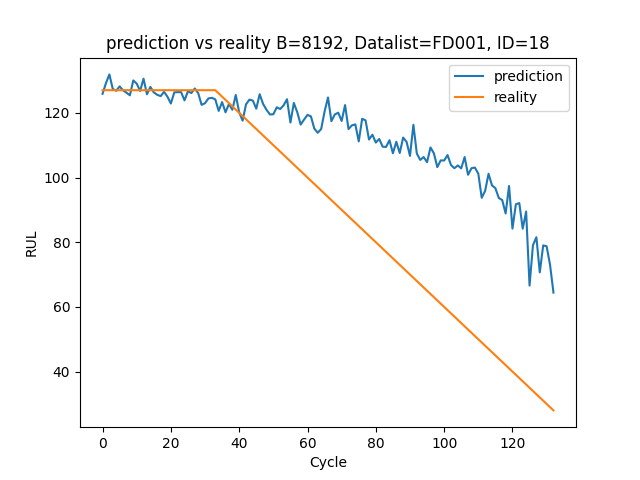 prediction vs reality B=8192, Datalist=FD001, ID=18
prediction
reality
RUL
120
100
80
60
40
0 20 40 60 80 100 120
Cycle